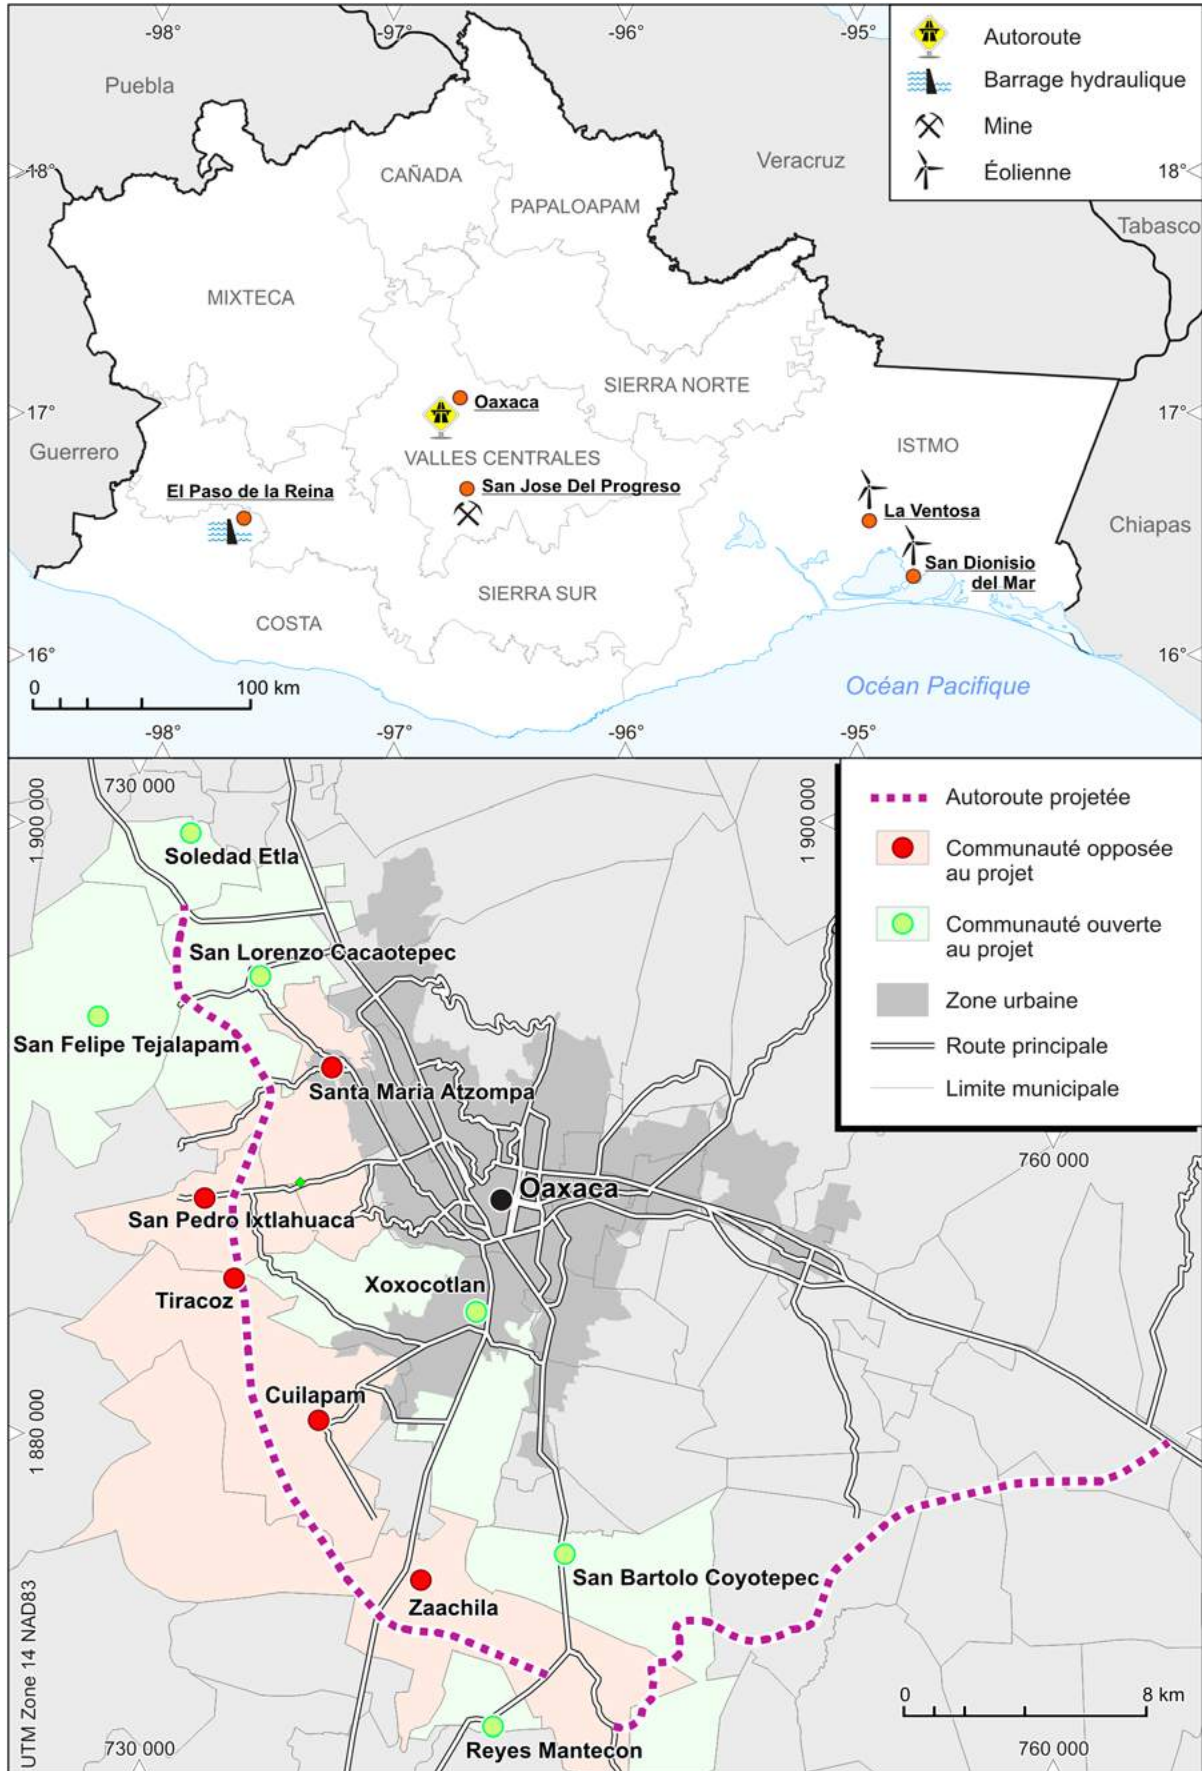 -98°
-97°
-96°
-95°
Autoroute
Barrage hydraulique
Mine
Éolienne
Puebla
Veracruz
Tabasco
18°
18°
CAÑADA
PAPALOAPAM
MIXTECA
SIERRA NORTE
17°
17°
Oaxaca
Guerrero
VALLES CENTRALES
ISTMO
El Paso de la Reina
San Jose Del Progreso
La Ventosa
Chiapas
San Dionisio
del Mar
SIERRA SUR
COSTA
16°
16°
Océan Pacifique
0
100 km
-98°
-97°
-96°
-95°
730 000
1 900 000
1 900 000
Autoroute projetée
Communauté opposée
au projet
Communauté ouverte
au projet
Zone urbaine
Route principale
Limite municipale
Soledad Etla
San Lorenzo Cacaotepec
San Felipe Tejalapam
Santa Maria Atzompa
760 000
Oaxaca
San Pedro Ixtlahuaca
Xoxocotlan
Tiracoz
Cuilapam
1 880 000
San Bartolo Coyotepec
Zaachila
UTM Zone 14 NAD83
0
8 km
730 000
Reyes Mantecon
760 000